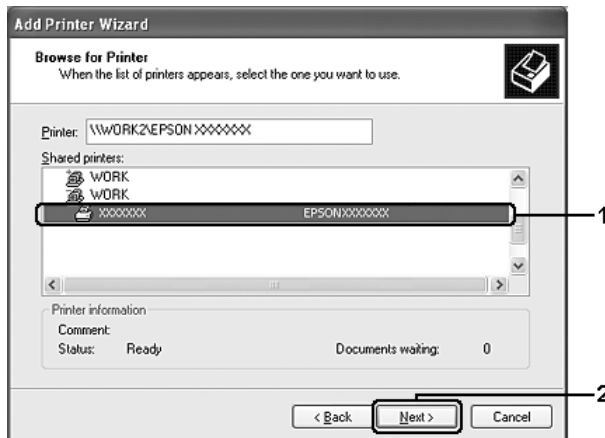 Add Printer Wizard
Browse for Printer
When the list of printers appears, select the one you want to use.
Printer: \\WORK2\EPSON XXXXXXX
Shared printers:
WORK
WORK
XXXXXXX EPSONXXXXXXX 1
Printer information
Comment:
Status: Ready Documents waiting: 0
< Back Next > Cancel 2